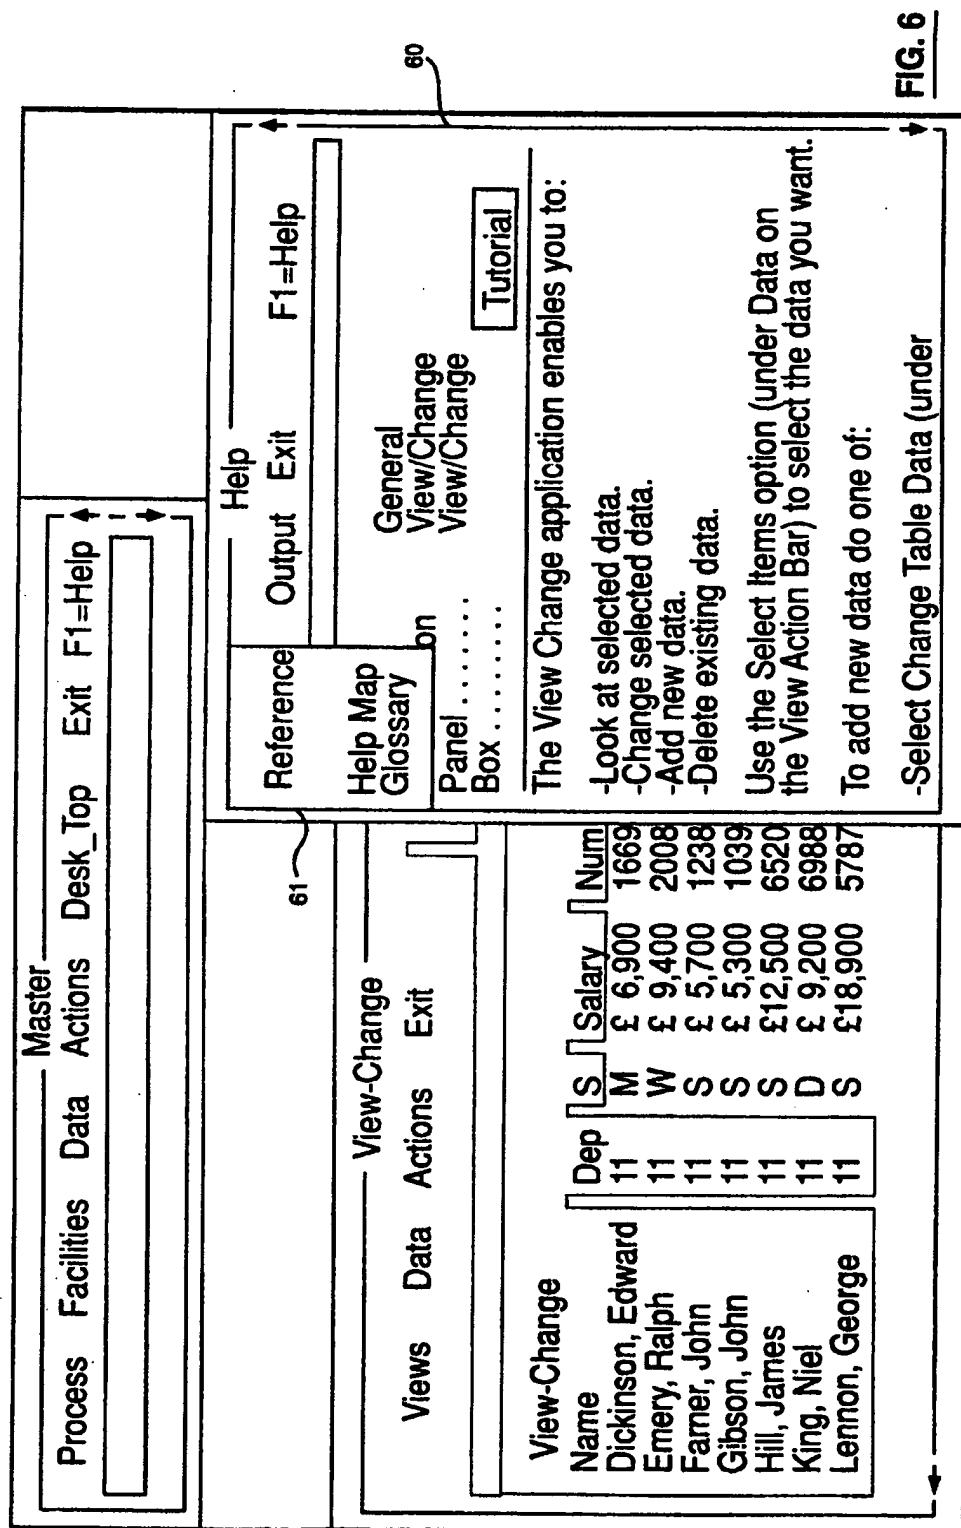 Master
Process Facilities Data Actions Desk_Top Exit F1=Help
View-Change
Views Data Actions Exit
View-Change
Name Dep S Salary Num
Dickinson, Edward 11 M £ 6,900 1669
Emery, Ralph 11 W £ 9,400 2008
Farner, John 11 S £ 5,700 1238
Gibson, John 11 S £ 5,300 1039
Hill, James 11 S £12,500 6520
King, Niel 11 D £ 9,200 6988
Lennon, George 11 S £18,900 5787
61
Help
Reference Output Exit F1=Help
Help Map
Glossary
on General
Panel ....... View/Change
Box ......... View/Change
Tutorial
The View Change application enables you to:
-Look at selected data.
-Change selected data.
-Add new data.
-Delete existing data.
Use the Select Items option (under Data on
the View Action Bar) to select the data you want.
To add new data do one of:
-Select Change Table Data (under
60
FIG. 6